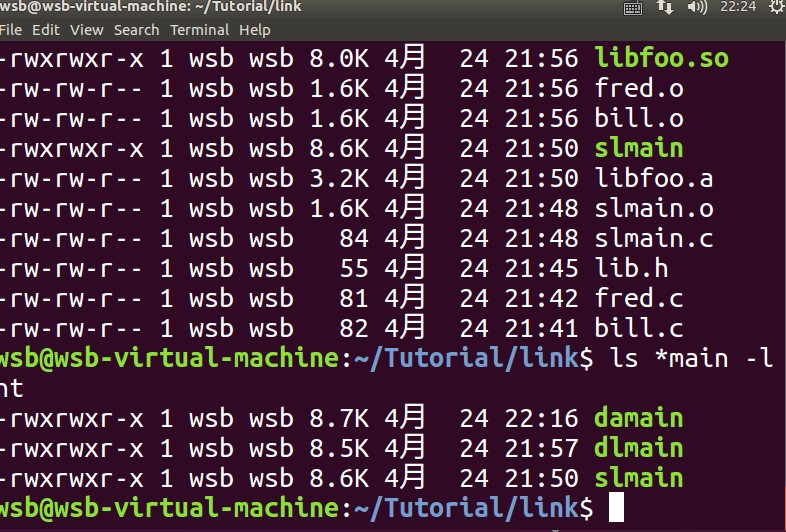 wsb@wsb-virtual-machine: ~/Tutorial/link 22:24
File Edit View Search Terminal Help
-rwxrwxr-x 1 wsb wsb 8.0K 4月 24 21:56 libfoo.so
-rw-rw-r-- 1 wsb wsb 1.6K 4月 24 21:56 fred.o
-rw-rw-r-- 1 wsb wsb 1.6K 4月 24 21:56 bill.o
-rwxrwxr-x 1 wsb wsb 8.6K 4月 24 21:50 slmain
-rw-rw-r-- 1 wsb wsb 3.2K 4月 24 21:50 libfoo.a
-rw-rw-r-- 1 wsb wsb 1.6K 4月 24 21:48 slmain.o
-rw-rw-r-- 1 wsb wsb 84 4月 24 21:48 slmain.c
-rw-rw-r-- 1 wsb wsb 55 4月 24 21:45 lib.h
-rw-rw-r-- 1 wsb wsb 81 4月 24 21:42 fred.c
-rw-rw-r-- 1 wsb wsb 82 4月 24 21:41 bill.c
wsb@wsb-virtual-machine:~/Tutorial/link$ ls *main -l
ht
-rwxrwxr-x 1 wsb wsb 8.7K 4月 24 22:16 damain
-rwxrwxr-x 1 wsb wsb 8.5K 4月 24 21:57 dlmain
-rwxrwxr-x 1 wsb wsb 8.6K 4月 24 21:50 slmain
wsb@wsb-virtual-machine:~/Tutorial/link$